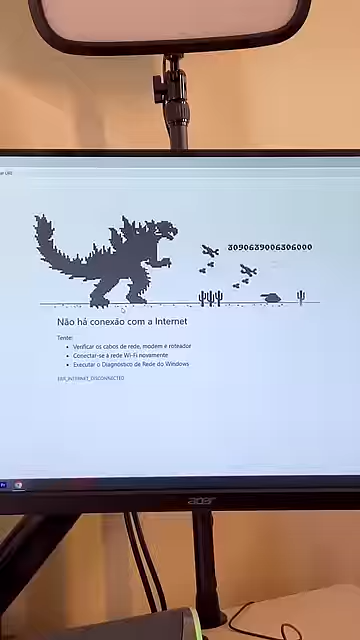 3090639006306000
Não há conexão com a Internet
Tente:
Verificar os cabos de rede, modem e roteador
Conectar-se à rede Wi-Fi novamente
Executar o Diagnóstico de Rede do Windows
ERR_INTERNET_DISCONNECTED
acer